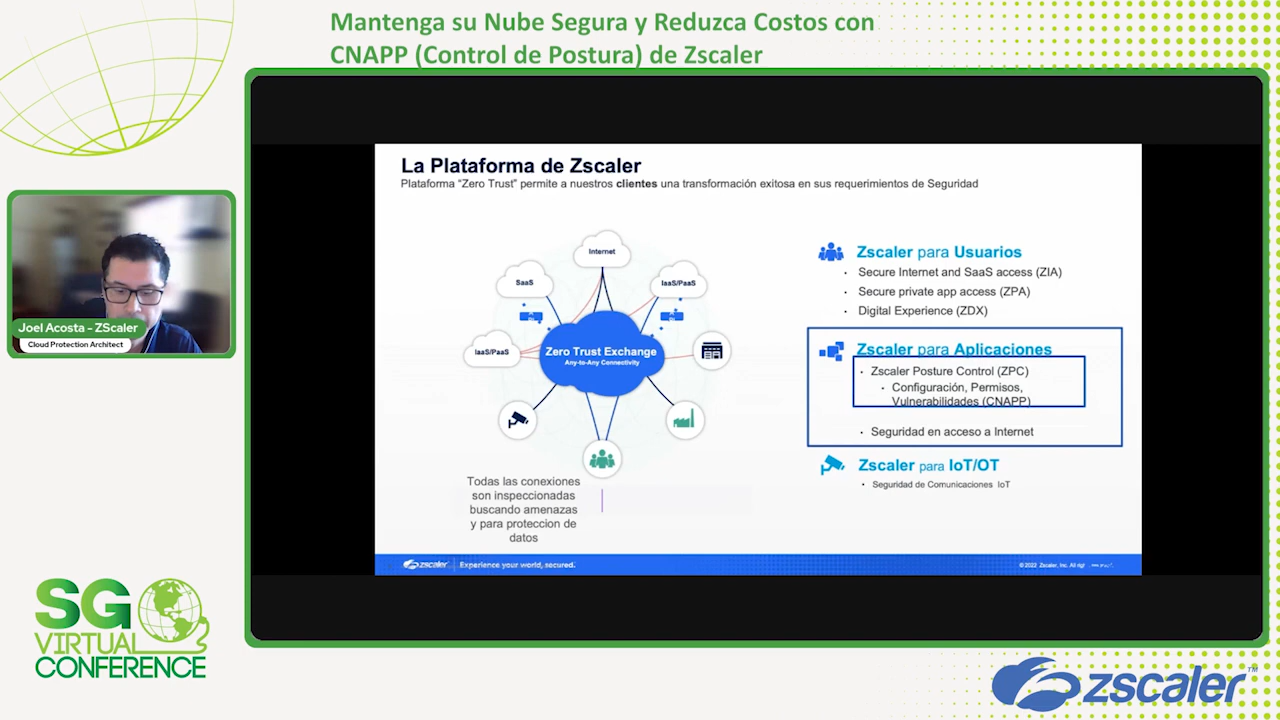 Mantenga su Nube Segura y Reduzca Costos con
CNAPP (Control de Postura) de Zscaler
Joel Acosta - ZScaler
Cloud Protection Architect
La Plataforma de Zscaler
Plataforma “Zero Trust” permite a nuestros clientes una transformación exitosa en sus requerimientos de Seguridad
Internet
SaaS
IaaS/PaaS
IaaS/PaaS
Zero Trust Exchange
Any-to-Any Connectivity
Todas las conexiones
son inspeccionadas
buscando amenazas
y para proteccion de
datos
Zscaler para Usuarios
· Secure Internet and SaaS access (ZIA)
· Secure private app access (ZPA)
· Digital Experience (ZDX)
Zscaler para Aplicaciones
· Zscaler Posture Control (ZPC)
· Configuración, Permisos,
Vulnerabilidades (CNAPP)
· Seguridad en acceso a Internet
Zscaler para IoT/OT
· Seguridad de Comunicaciones IoT
zscaler
Experience your world, secured.
© 2022 Zscaler, Inc. All
SG
VIRTUAL
CONFERENCE
zscaler™